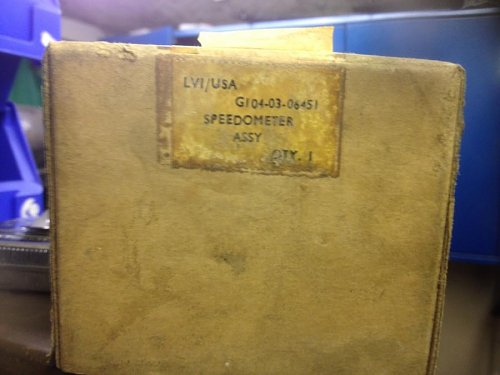 LVI/USA
G104-03-06451
SPEEDOMETER
ASSY
QTY. 1